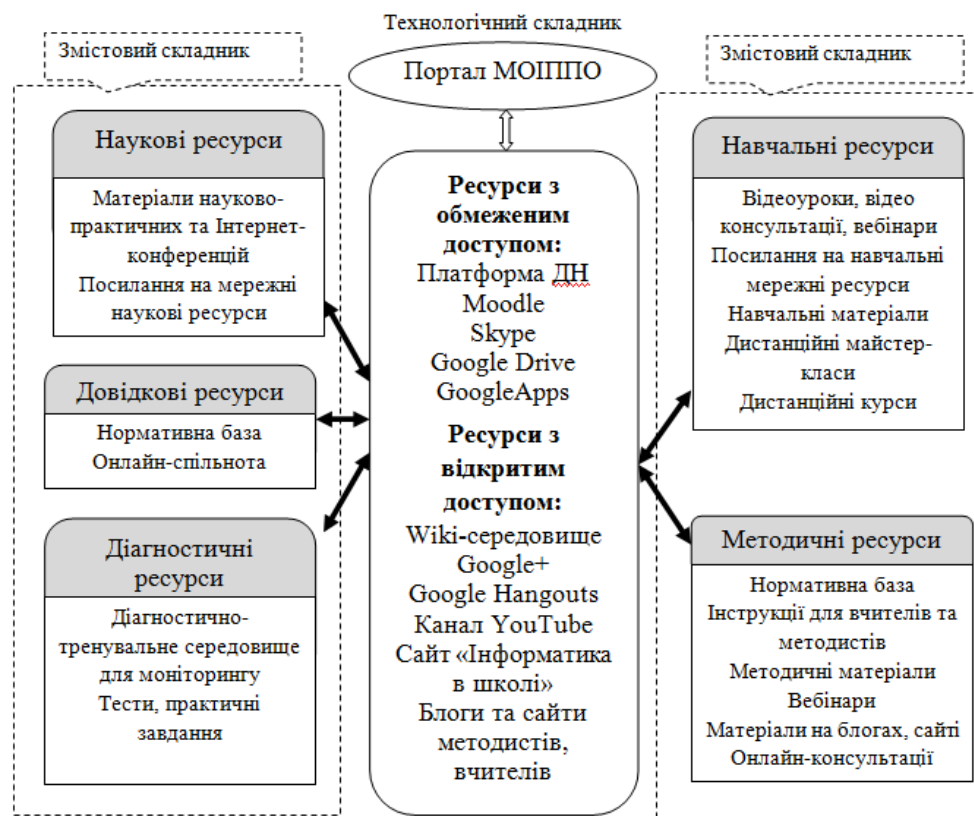 Технологічний складник
Портал МОІППО
Змістовий складник
Наукові ресурси
Матеріали науково-
практичних та Інтернет-
конференцій
Посилання на мережні
наукові ресурси
Довідкові ресурси
Нормативна база
Онлайн-спільнота
Діагностичні
ресурси
Діагностично-
тренувальне середовище
для моніторингу
Тести, практичні
завдання
Ресурси з
обмеженим
доступом:
Платформа ДН
Moodle
Skype
Google Drive
GoogleApps
Ресурси з
відкритим
доступом:
Wiki-середовище
Google+
Google Hangouts
Канал YouTube
Сайт «Інформатика
в школі»
Блоги та сайти
методистів,
вчителів
Змістовий складник
Навчальні ресурси
Відеоуроки, відео
консультації, вебінари
Посилання на навчальні
мережні ресурси
Навчальні матеріали
Дистанційні майстер-
класи
Дистанційні курси
Методичні ресурси
Нормативна база
Інструкції для вчителів та
методистів
Методичні матеріали
Вебінари
Матеріали на блогах, сайті
Онлайн-консультації